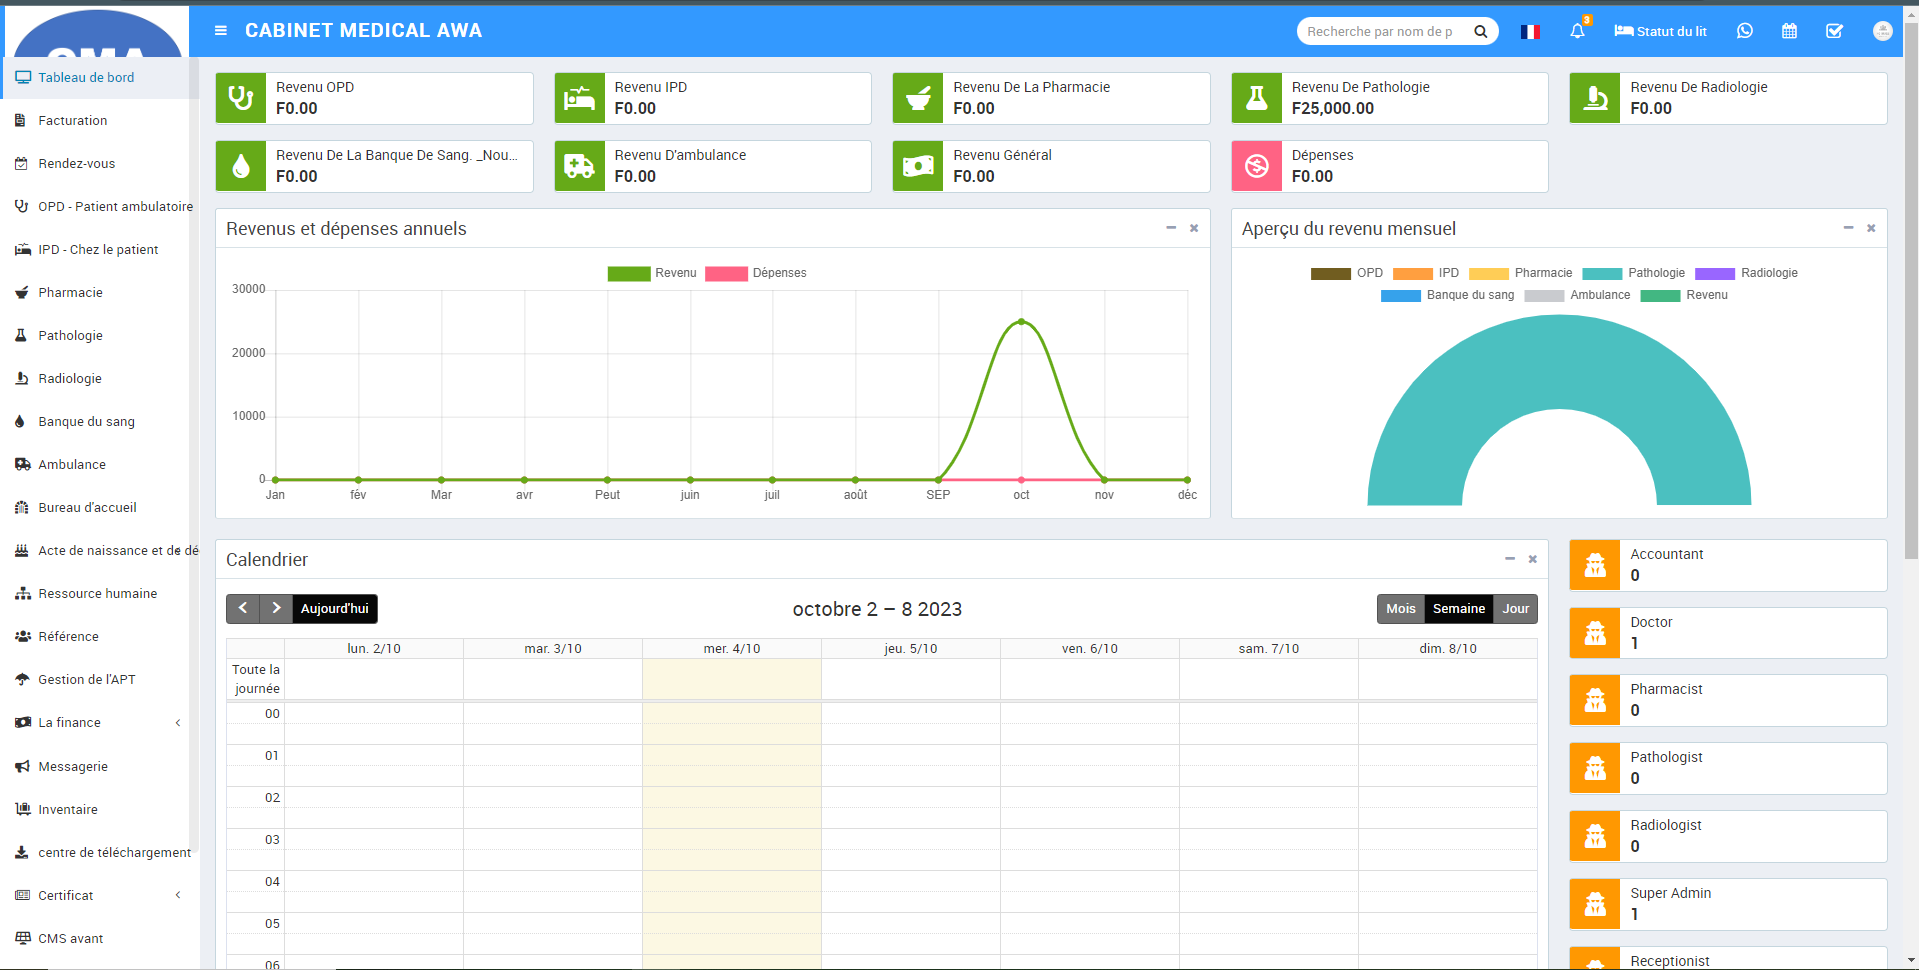 CMA
CABINET MEDICAL AWA
Recherche par nom de p
3
Statut du lit
Tableau de bord
Facturation
Rendez-vous
OPD - Patient ambulatoire
IPD - Chez le patient
Pharmacie
Pathologie
Radiologie
Banque du sang
Ambulance
Bureau d'accueil
Acte de naissance et de dé
Ressource humaine
Référence
Gestion de l'APT
La finance
Messagerie
Inventaire
centre de téléchargement
Certificat
CMS avant
Revenu OPD
F0.00
Revenu IPD
F0.00
Revenu De La Pharmacie
F0.00
Revenu De Pathologie
F25,000.00
Revenu De Radiologie
F0.00
Revenu De La Banque De Sang. _Nou...
F0.00
Revenu D'ambulance
F0.00
Revenu Général
F0.00
Dépenses
F0.00
Revenus et dépenses annuels
Revenu Dépenses
30000
20000
10000
0
Jan fév Mar avr Peut juin juil août SEP oct nov déc
Aperçu du revenu mensuel
OPD IPD Pharmacie Pathologie Radiologie
Banque du sang Ambulance Revenu
Calendrier
Aujourd'hui
octobre 2 – 8 2023
Mois Semaine Jour
lun. 2/10 mar. 3/10 mer. 4/10 jeu. 5/10 ven. 6/10 sam. 7/10 dim. 8/10
Toute la
journée
00
01
02
03
04
05
06
Accountant
0
Doctor
1
Pharmacist
0
Pathologist
0
Radiologist
0
Super Admin
1
Receptionist